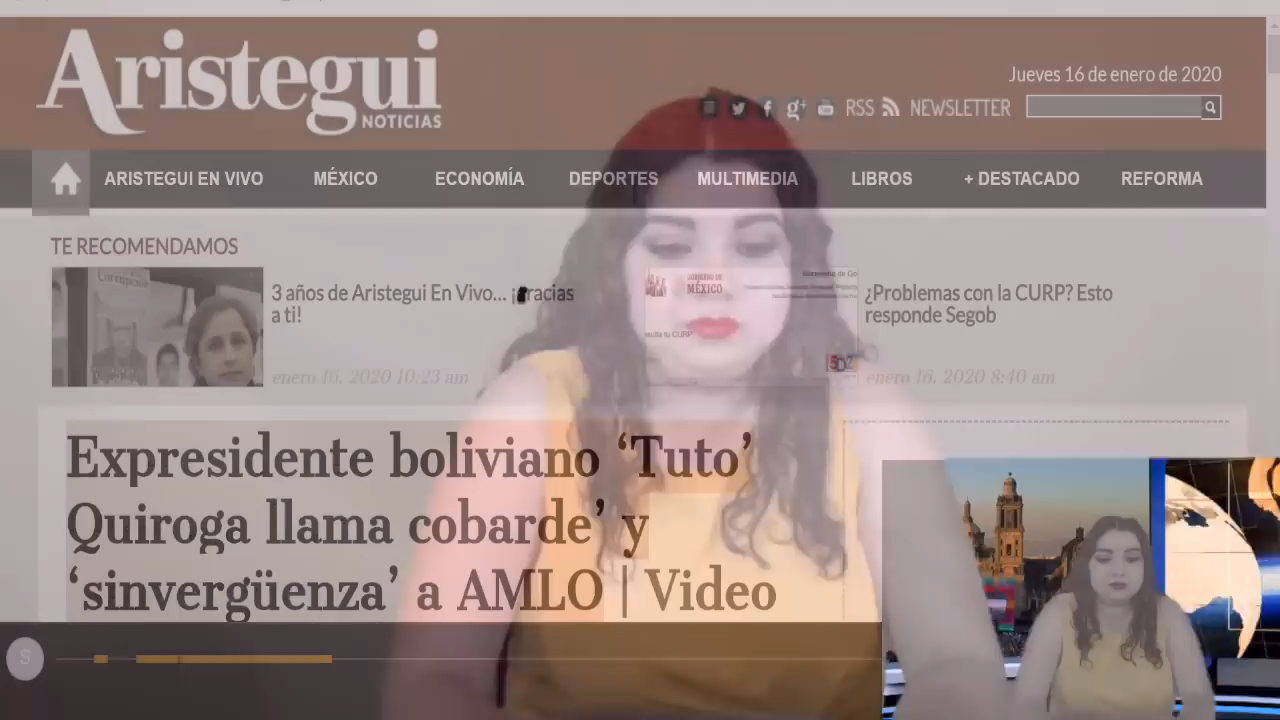 Aristegui
NOTICIAS
Jueves 16 de enero de 2020
RSS NEWSLETTER
ARISTEGUI EN VIVO MÉXICO ECONOMÍA DEPORTES MULTIMEDIA LIBROS + DESTACADO REFORMA
TE RECOMENDAMOS
3 años de Aristegui En Vivo... ¡gracias
a ti!
enero 16, 2020 10:23 am
GOBIERNO DE
MÉXICO
¿Problemas con la CURP? Esto
responde Segob
enero 16, 2020 8:40 am
Expresidente boliviano ‘Tuto’
Quiroga llama cobarde’ y
‘sinvergüenza’ a AMLO | Video
S